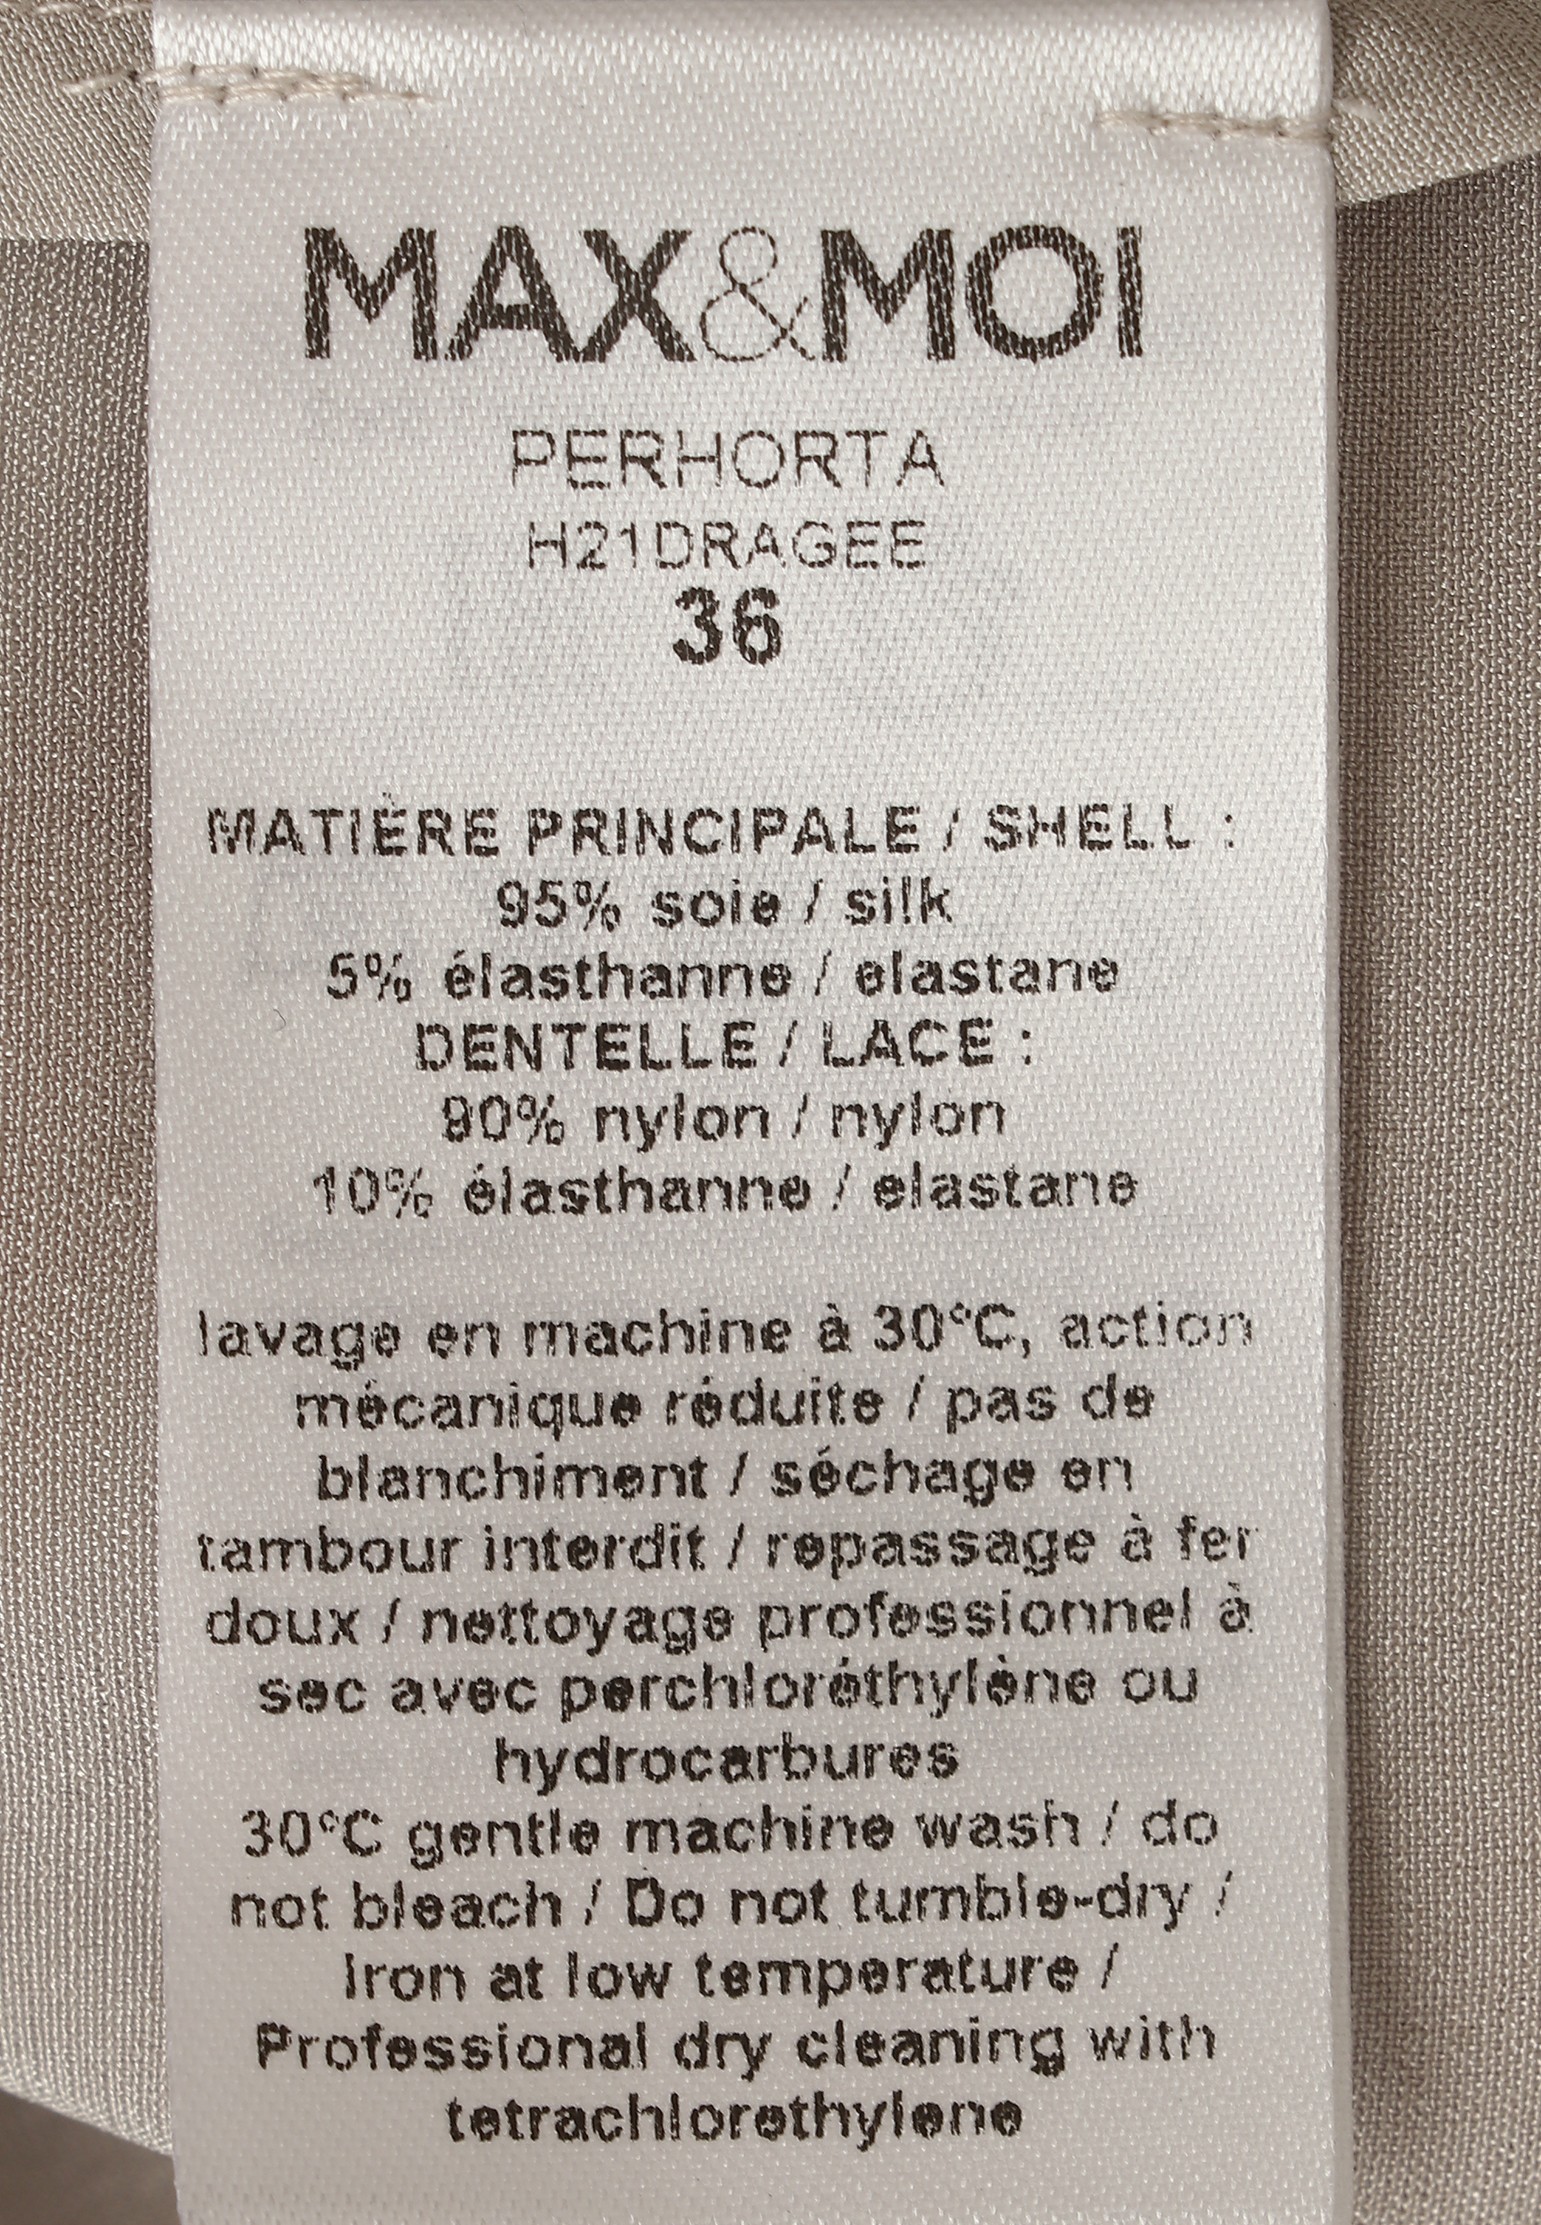 MAX&MOI
PERHORTA
H21DRAGEE
36
MATIÈRE PRINCIPALE / SHELL :
95% soie / silk
5% élasthanne / elastane
DENTELLE / LACE :
90% nylon / nylon
10% élasthanne / elastane
lavage en machine à 30°C, action
mécanique réduite / pas de
blanchiment / séchage en
tambour interdit / repassage à fer
doux / nettoyage professionnel à
sec avec perchloréthylène ou
hydrocarbures
30°C gentle machine wash / do
not bleach / Do not tumble-dry /
Iron at low temperature /
Professional dry cleaning with
tetrachlorethylene